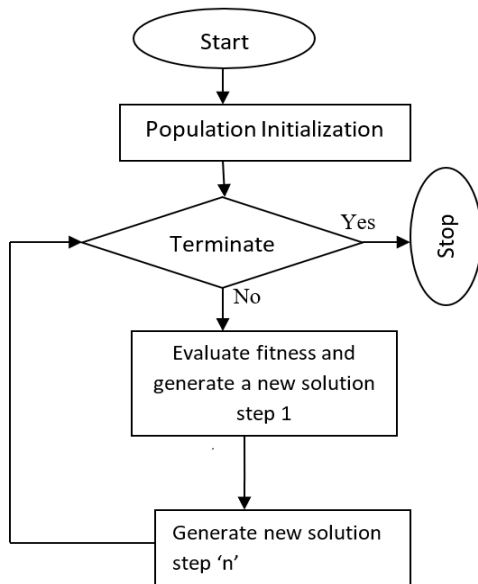 Start
Population Initialization
Terminate
Yes
Stop
No
Evaluate fitness and
generate a new solution
step 1
Generate new solution
step ‘n’